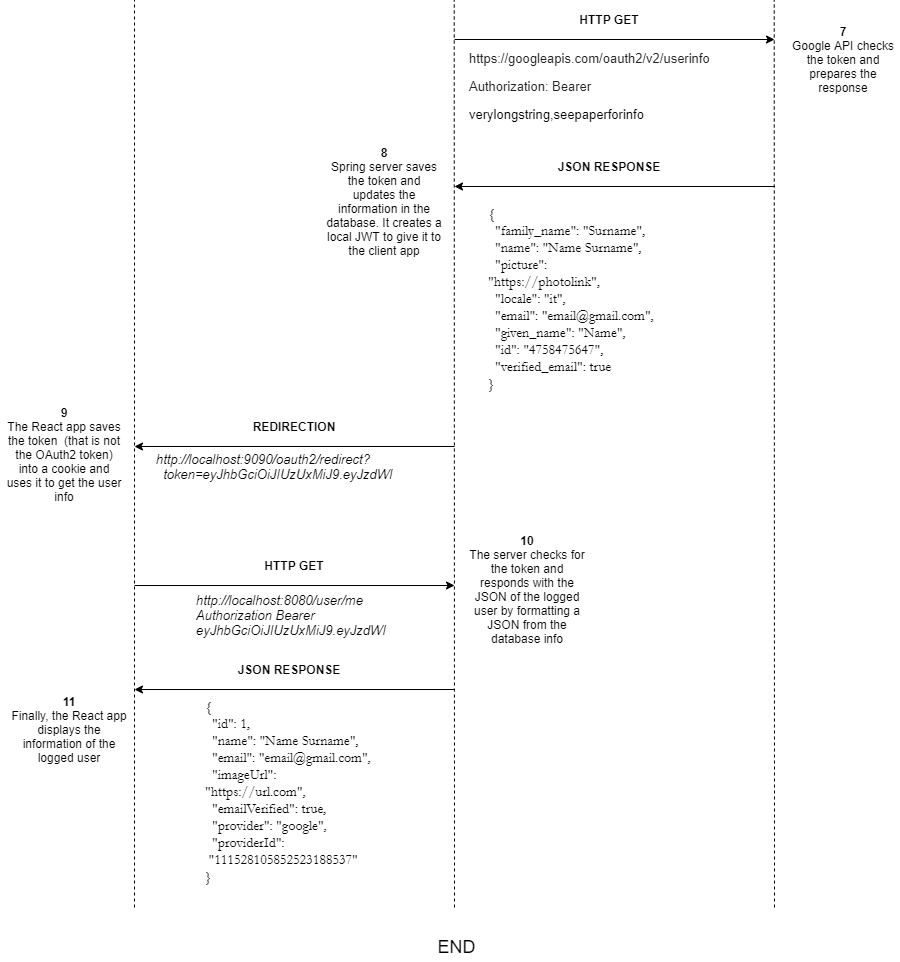 HTTP GET
7
Google API checks
the token and
prepares the
response
https://googleapis.com/oauth2/v2/userinfo
Authorization: Bearer
verylongstring,seepaperforinfo
8
Spring server saves
the token and
updates the
information in the
database. It creates a
local JWT to give it to
the client app
JSON RESPONSE
{
"family_name": "Surname",
"name": "Name Surname",
"picture":
"https://photolink",
"locale": "it",
"email": "email@gmail.com",
"given_name": "Name",
"id": "4758475647",
"verified_email": true
}
9
The React app saves
the token (that is not
the OAuth2 token)
into a cookie and
uses it to get the user
info
REDIRECTION
http://localhost:9090/oauth2/redirect?
token=eyJhbGciOiJIUzUxMiJ9.eyJzdWI
HTTP GET
http://localhost:8080/user/me
Authorization Bearer
eyJhbGciOiJIUzUxMiJ9.eyJzdWI
10
The server checks for
the token and
responds with the
JSON of the logged
user by formatting a
JSON from the
database info
JSON RESPONSE
11
Finally, the React app
displays the
information of the
logged user
{
"id": 1,
"name": "Name Surname",
"email": "email@gmail.com",
"imageUrl":
"https://url.com",
"emailVerified": true,
"provider": "google",
"providerId":
"111528105852523188537"
}
END